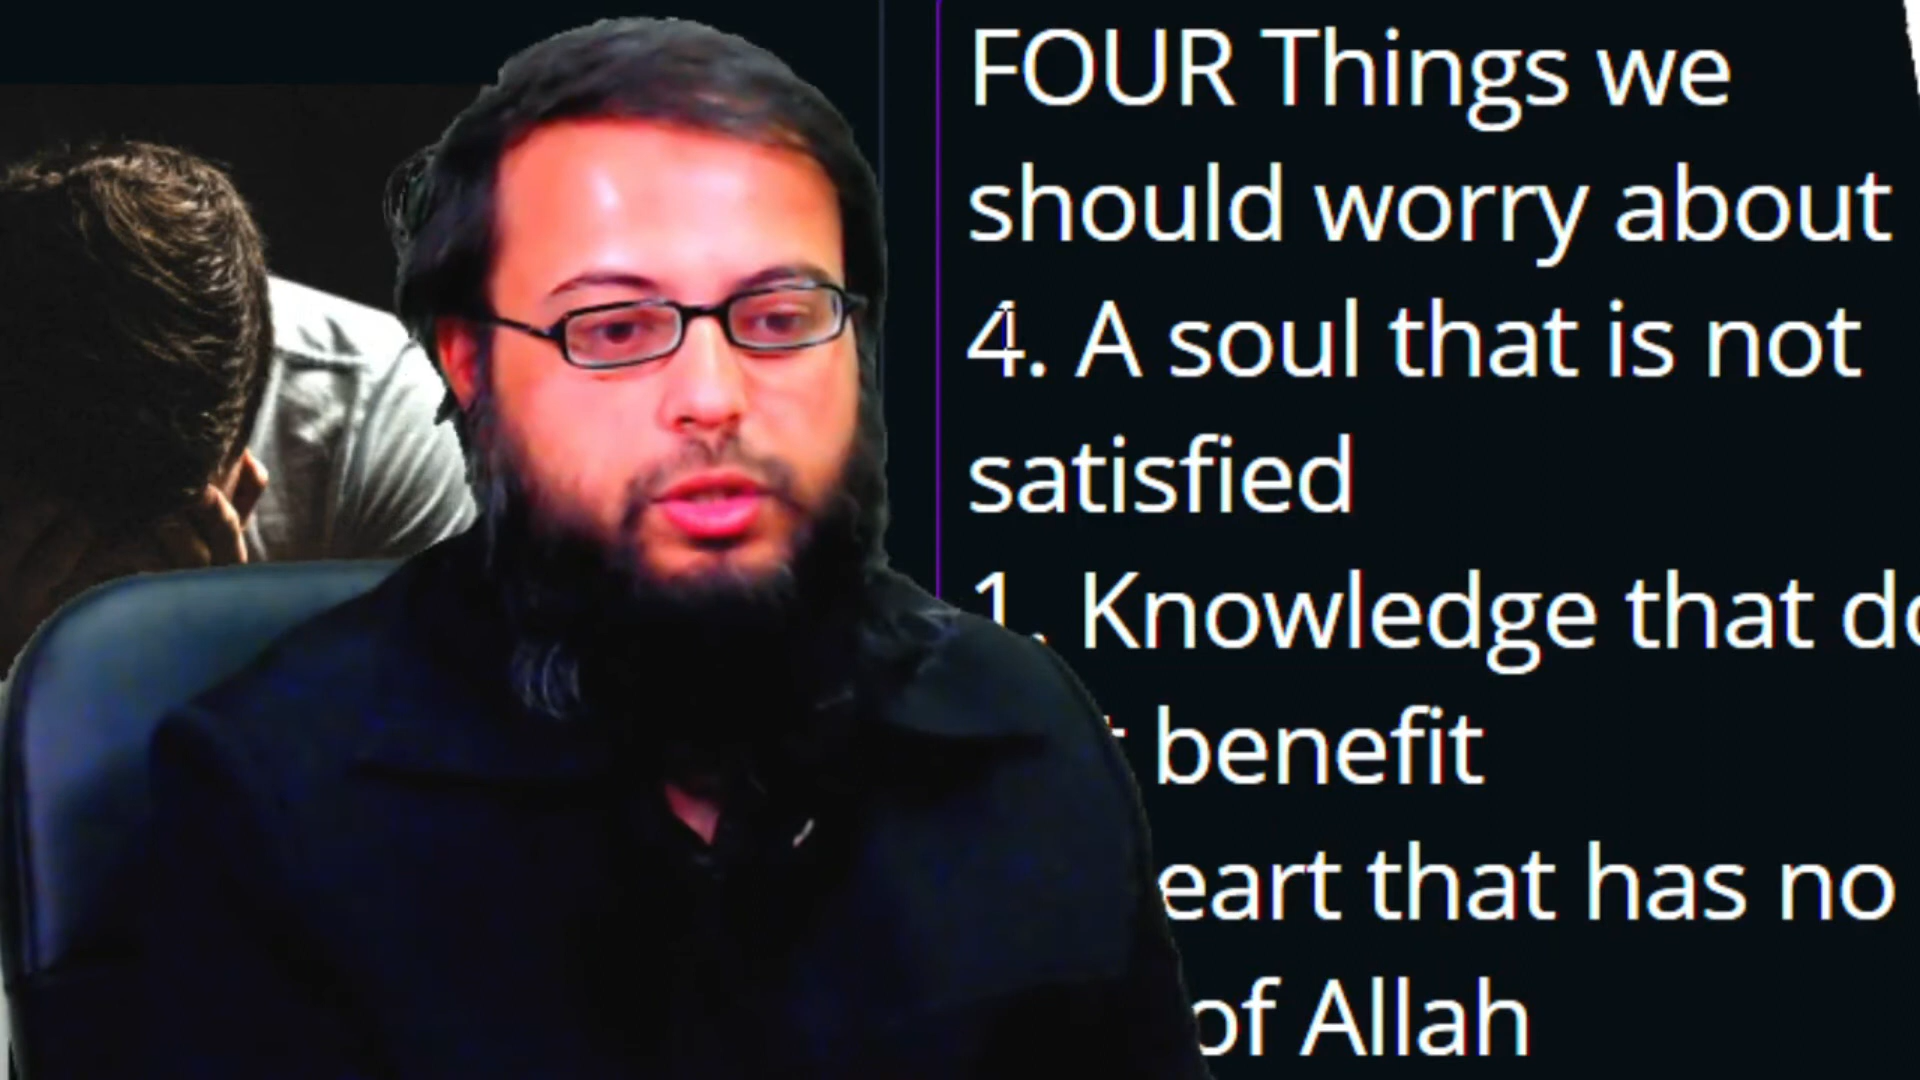 FOUR Things we
should worry about
4. A soul that is not
satisfied
1. Knowledge that
benefit
that has no
of Allah